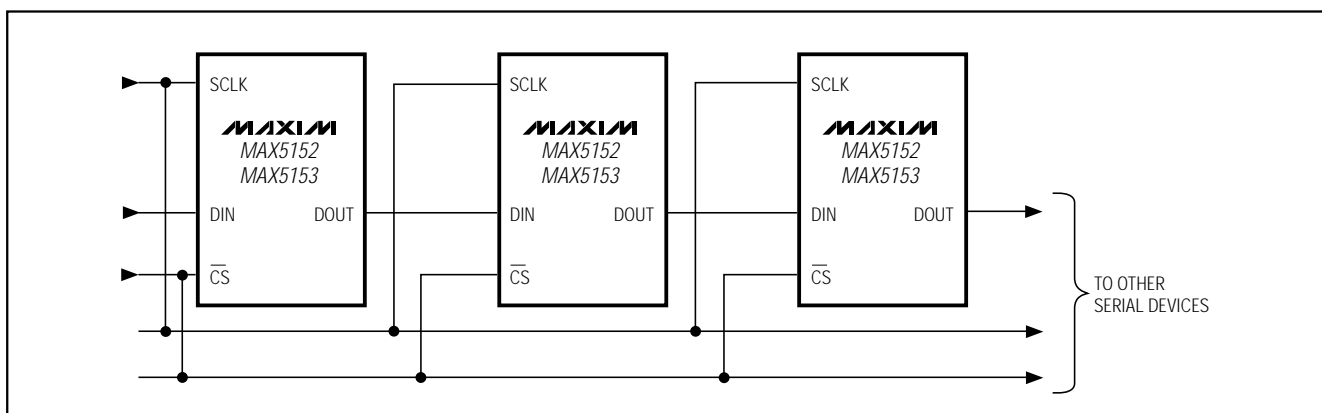 SCLK
MAXIM
MAX5152
MAX5153
DIN
DOUT
CS
SCLK
MAXIM
MAX5152
MAX5153
DIN
DOUT
CS
SCLK
MAXIM
MAX5152
MAX5153
DIN
DOUT
CS
TO OTHER
SERIAL DEVICES